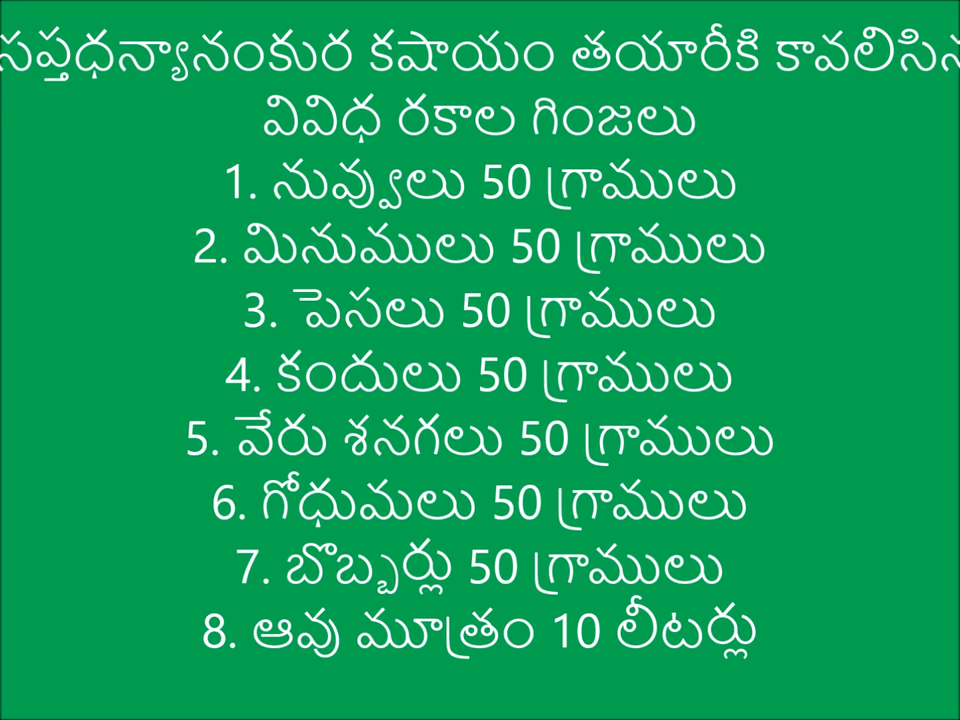 సప్తధన్యానంకుర కషాయం తయారీకి కావలిసిన
వివిధ రకాల గింజలు
1. నువ్వులు 50 గ్రాములు
2. మినుములు 50 గ్రాములు
3. పెసలు 50 గ్రాములు
4. కందులు 50 గ్రాములు
5. వేరు శనగలు 50 గ్రాములు
6. గోధుమలు 50 గ్రాములు
7. బొబ్బర్లు 50 గ్రాములు
8. ఆవు మూత్రం 10 లీటర్లు